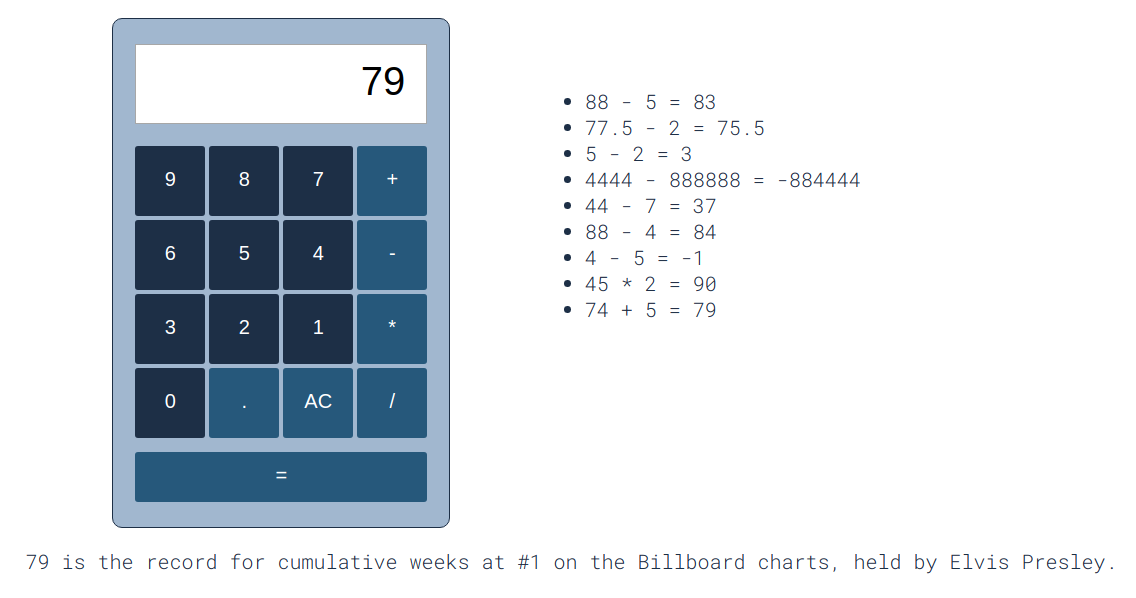 79
9 8 7 +
6 5 4 -
3 2 1 *
0 . AC /
=
88 - 5 = 83
77.5 - 2 = 75.5
5 - 2 = 3
4444 - 888888 = -884444
44 - 7 = 37
88 - 4 = 84
4 - 5 = -1
45 * 2 = 90
74 + 5 = 79
79 is the record for cumulative weeks at #1 on the Billboard charts, held by Elvis Presley.